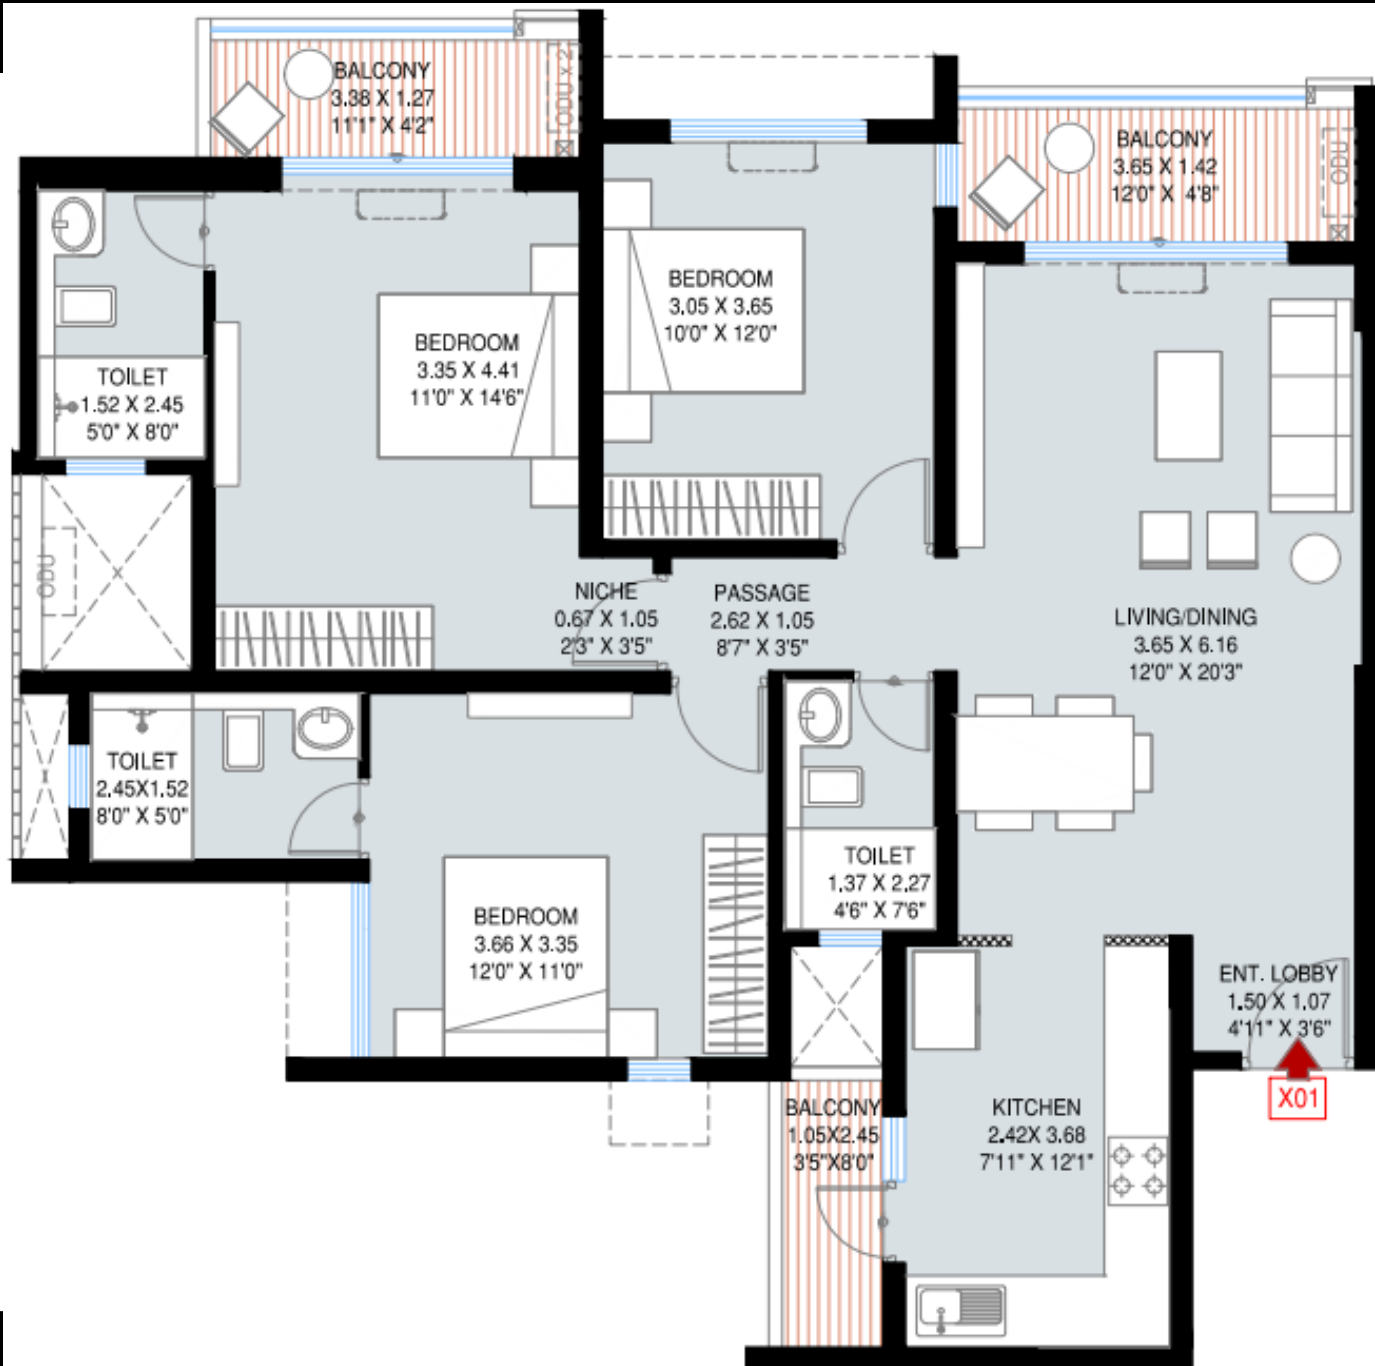 BALCONY
3.38 X 1.27
11'1" X 4'2"
ODU x 2
BALCONY
3.65 X 1.42
12'0" X 4'8"
ODU
BEDROOM
3.05 X 3.65
10'0" X 12'0"
BEDROOM
3.35 X 4.41
11'0" X 14'6"
TOILET
1.52 X 2.45
5'0" X 8'0"
ODU
NICHE
0.67 X 1.05
2'3" X 3'5"
PASSAGE
2.62 X 1.05
8'7" X 3'5"
LIVING/DINING
3.65 X 6.16
12'0" X 20'3"
TOILET
2.45X1.52
8'0" X 5'0"
TOILET
1.37 X 2.27
4'6" X 7'6"
BEDROOM
3.66 X 3.35
12'0" X 11'0"
ENT. LOBBY
1.50 X 1.07
4'11" X 3'6"
X01
BALCONY
1.05X2.45
3'5"X8'0"
KITCHEN
2.42X 3.68
7'11" X 12'1"